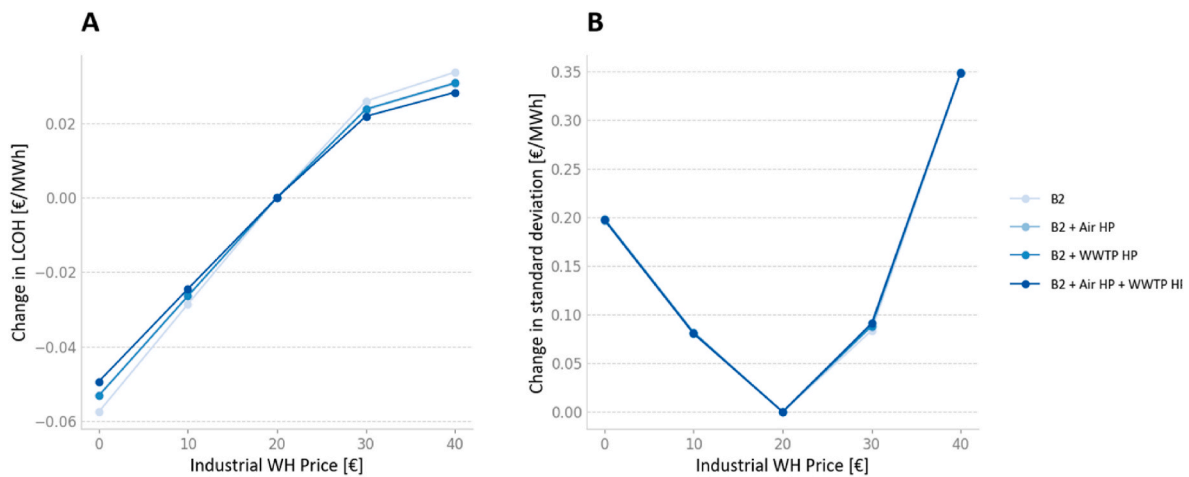 A
Change in LCOH [€/MWh]
0.02
0.00
−0.02
−0.04
−0.06
0
10
20
30
40
Industrial WH Price [€]
B
Change in standard deviation [€/MWh]
0.35
0.30
0.25
0.20
0.15
0.10
0.05
0.00
0
10
20
30
40
Industrial WH Price [€]
B2
B2 + Air HP
B2 + WWTP HP
B2 + Air HP + WWTP